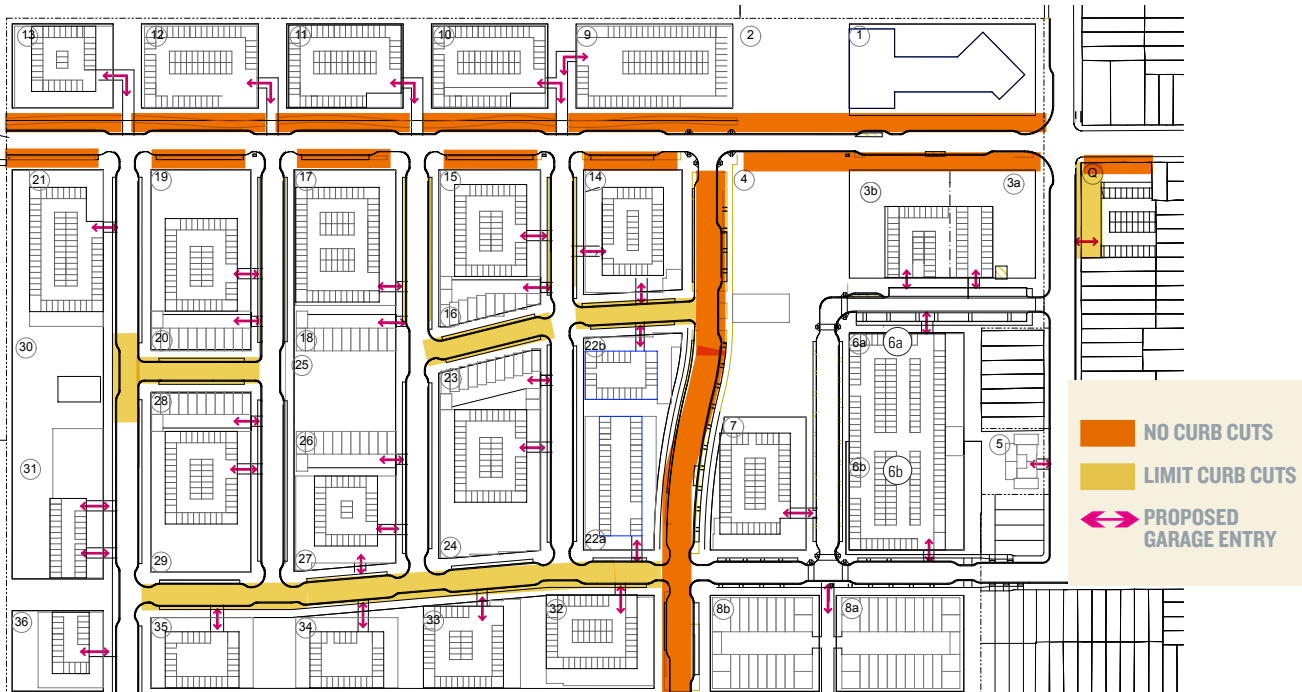 13
12
11
10
9
2
1
21
19
17
15
14
4
3b
3a
Q
16
20
18
30
25
22b
6a
6a
23
28
7
26
5
31
6b
6b
29
27
24
22a
36
35
34
33
32
8b
8a
NO CURB CUTS
LIMIT CURB CUTS
PROPOSED
GARAGE ENTRY